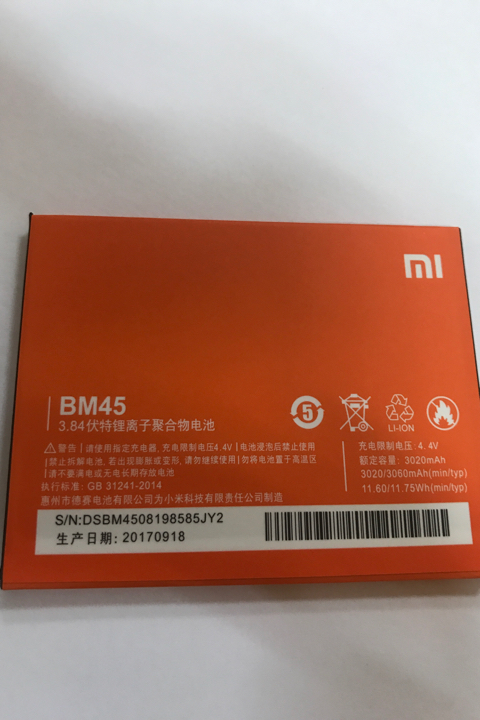 mi
BM45
3.84伏特锂离子聚合物电池
5
LI-ION
警告 | 请使用指定充电器, 充电限制电压4.4V | 电池浸泡后禁止使用
禁止拆解电池, 若出现膨胀或变形, 请勿继续使用 | 勿将电池置于高温区
请不要满电或无电长期存放电池
执行标准: GB 31241-2014
惠州市德赛电池有限公司为小米科技有限责任公司制造
充电限制电压: 4.4V
额定容量: 3020mAh
3020/3060mAh(min/typ)
11.60/11.75Wh(min/typ)
S/N:DSBM4508198585JY2
生产日期: 20170918